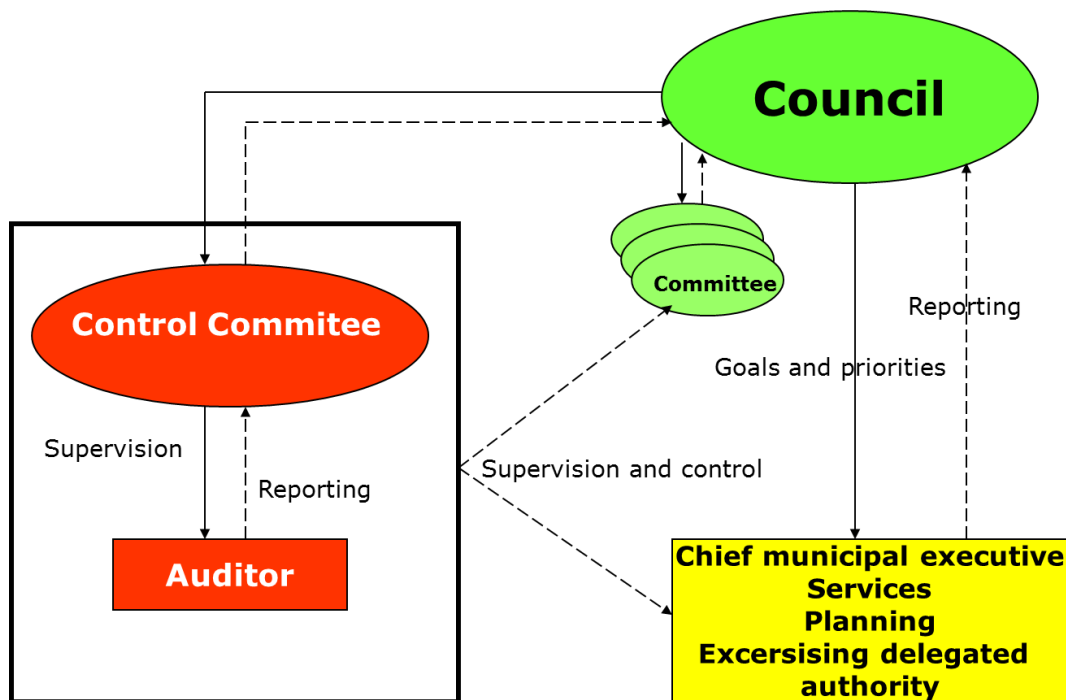 Council
Committee
Control Commitee
Reporting
Goals and priorities
Supervision
Supervision and control
Reporting
Auditor
Chief municipal executive
Services
Planning
Excersising delegated
authority